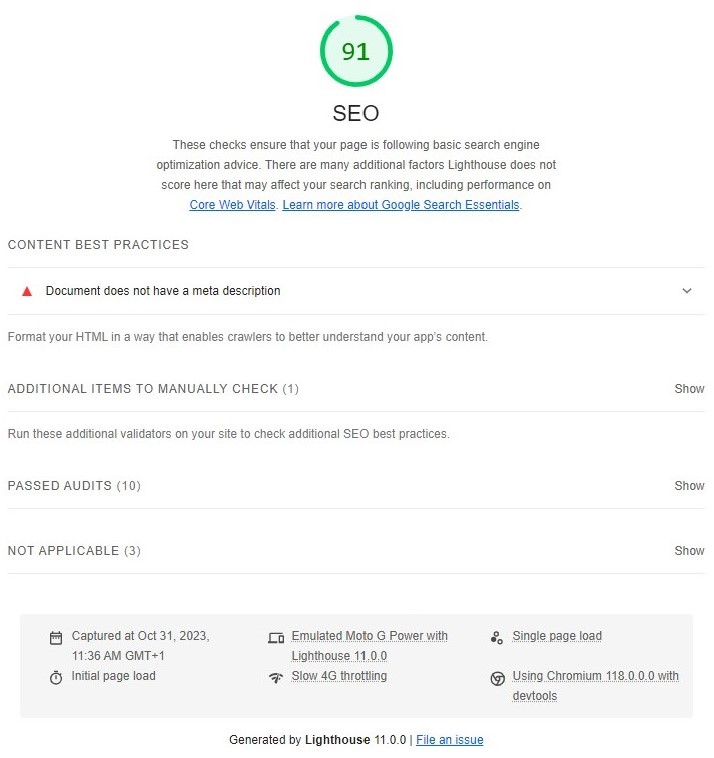 91
SEO
These checks ensure that your page is following basic search engine
optimization advice. There are many additional factors Lighthouse does not
score here that may affect your search ranking, including performance on
Core Web Vitals. Learn more about Google Search Essentials.
CONTENT BEST PRACTICES
Document does not have a meta description
Format your HTML in a way that enables crawlers to better understand your app's content.
ADDITIONAL ITEMS TO MANUALLY CHECK (1) Show
Run these additional validators on your site to check additional SEO best practices.
PASSED AUDITS (10) Show
NOT APPLICABLE (3) Show
Captured at Oct 31, 2023,
11:36 AM GMT+1
Emulated Moto G Power with
Lighthouse 11.0.0
Single page load
Initial page load
Slow 4G throttling
Using Chromium 118.0.0.0 with
devtools
Generated by Lighthouse 11.0.0 | File an issue